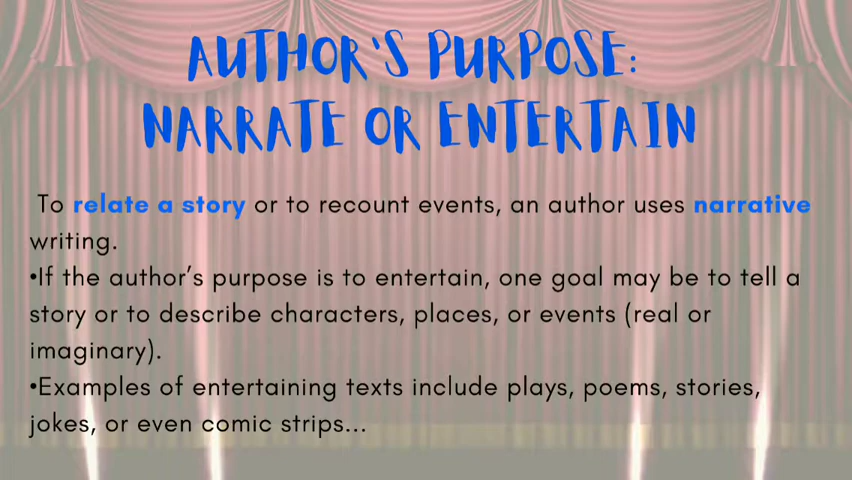 AUTHOR'S PURPOSE:
NARRATE OR ENTERTAIN
To relate a story or to recount events, an author uses narrative
writing.
•If the author's purpose is to entertain, one goal may be to tell a
story or to describe characters, places, or events (real or
imaginary).
•Examples of entertaining texts include plays, poems, stories,
jokes, or even comic strips...